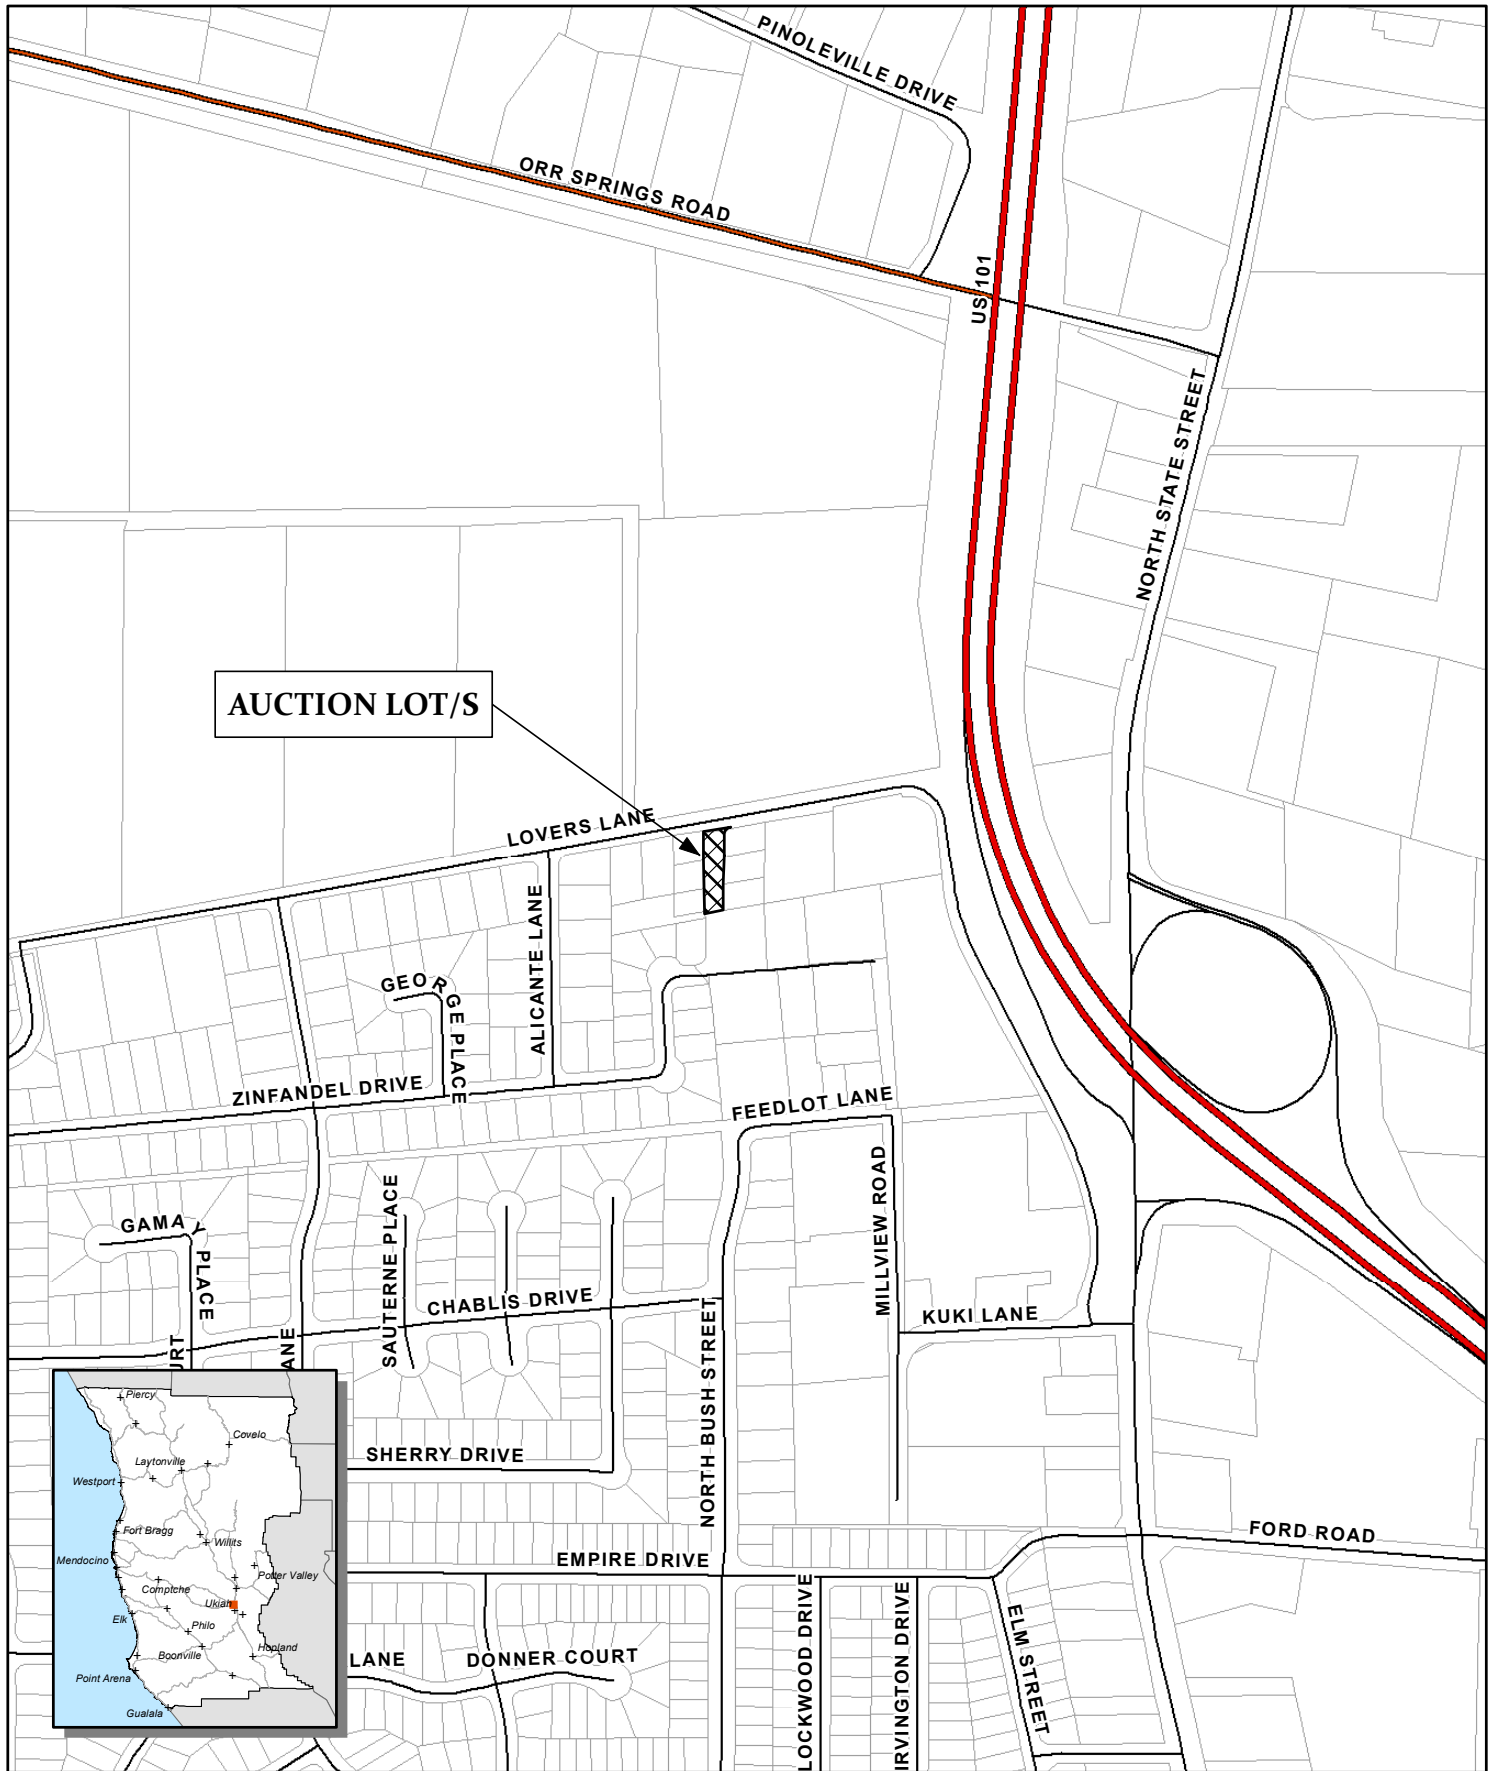 PINOLEVILLE DRIVE
ORR SPRINGS ROAD
US 101
NORTH STATE STREET
AUCTION LOT/S
LOVERS LANE
ALICANTE LANE
GEORGE PLACE
ZINFANDEL DRIVE
FEEDLOT LANE
MILLVIEW ROAD
SAUTERNE PLACE
GAMAY PLACE
CHABLIS DRIVE
KUKI LANE
NORTH BUSH STREET
URT
ANE
SHERRY DRIVE
EMPIRE DRIVE
FORD ROAD
LOCKWOOD DRIVE
IRVINGTON DRIVE
ELM STREET
LANE
DONNER COURT
Piercy
Covelo
Laytonville
Westport
Fort Bragg
Willits
Mendocino
Potter Valley
Comptche
Ukiah
Elk
Philo
Hopland
Boonville
Point Arena
Gualala